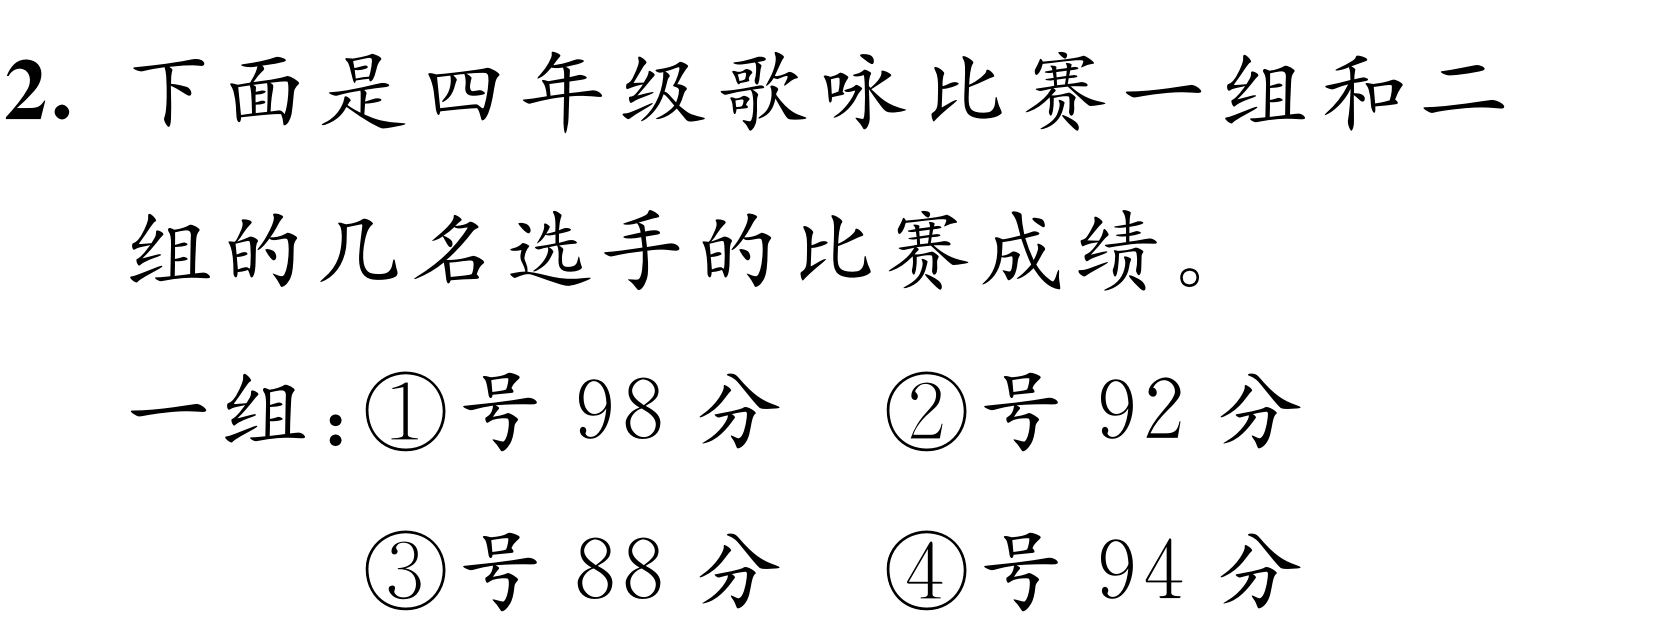 2. 下面是四年级歌咏比赛一组和二
组的几名选手的比赛成绩。
一组:①号 98 分 ②号 92 分
③号 88 分 ④号 94 分